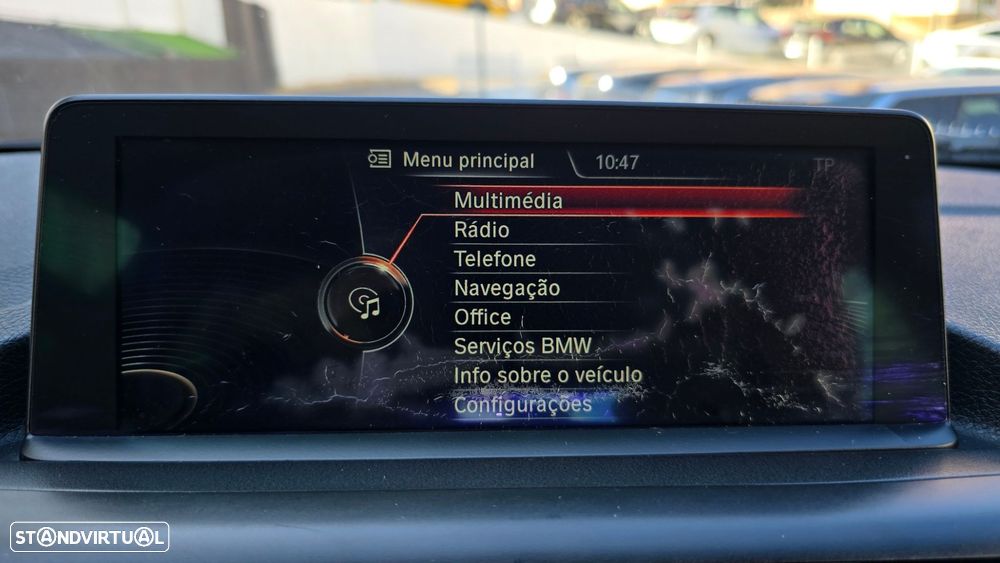 Menu principal
10:47
TP
Multimédia
Rádio
Telefone
Navegação
Office
Serviços BMW
Info sobre o veículo
Configurações
STANDVIRTUAL